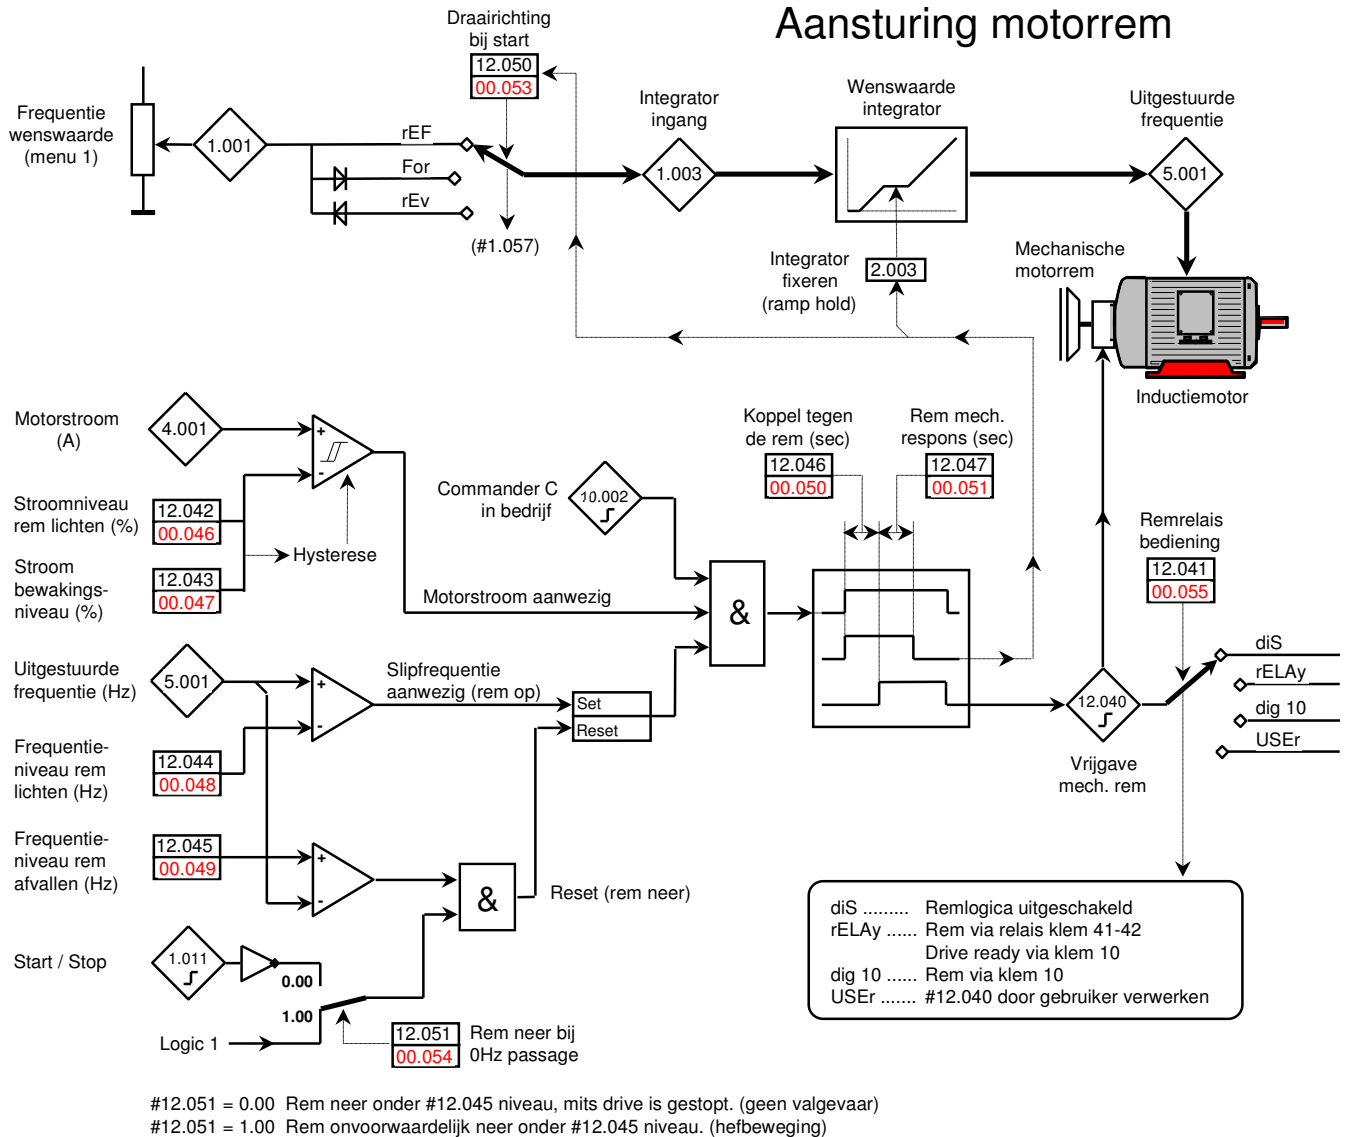 Aansturing motorrem
Draairichting
bij start
12.050
00.053
Frequentie
wenswaarde
(menu 1)
1.001
rEF
For
rEv
(#1.057)
Integrator
ingang
1.003
Wenswaarde
integrator
Uitgestuurde
frequentie
5.001
Integrator
fixeren
(ramp hold)
2.003
Mechanische
motorrem
Inductiemotor
Motorstroom
(A)
4.001
+
-
Stroomniveau
rem lichten (%)
12.042
00.046
Hysterese
Stroom
bewakings-
niveau (%)
12.043
00.047
Commander C
in bedrijf
10.002
Motorstroom aanwezig
&
Koppel tegen
de rem (sec)
12.046
00.050
Rem mech.
respons (sec)
12.047
00.051
Remrelais
bediening
12.041
00.055
Uitgestuurde
frequentie (Hz)
5.001
+
-
Slipfrequentie
aanwezig (rem op)
Set
Reset
Frequentie-
niveau rem
lichten (Hz)
12.044
00.048
12.040
Vrijgave
mech. rem
diS
rELAy
dig 10
USEr
Frequentie-
niveau rem
afvallen (Hz)
12.045
00.049
+
-
&
Reset (rem neer)
Start / Stop
1.011
0.00
1.00
Logic 1
12.051
00.054
Rem neer bij
0Hz passage
diS ......... Remlogica uitgeschakeld
rELAy ...... Rem via relais klem 41-42
Drive ready via klem 10
dig 10 ...... Rem via klem 10
USEr ....... #12.040 door gebruiker verwerken
#12.051 = 0.00 Rem neer onder #12.045 niveau, mits drive is gestopt. (geen valgevaar)
#12.051 = 1.00 Rem onvoorwaardelijk neer onder #12.045 niveau. (hefbeweging)